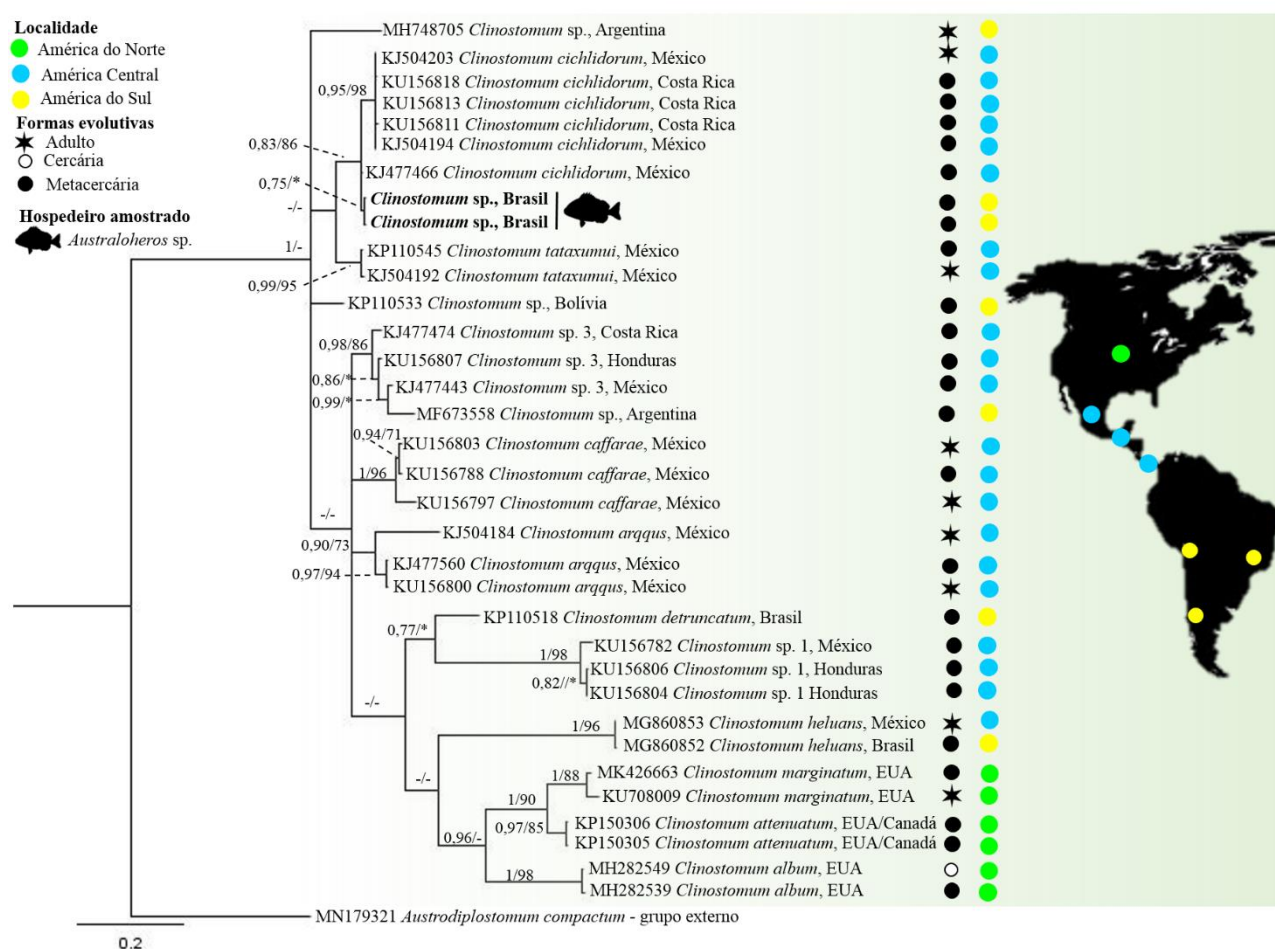 Localidade
América do Norte
América Central
América do Sul
Formas evolutivas
Adulto
Cercária
Metacercária
Hospedeiro amostrado
Australoheros sp.
MH748705 Clinostomum sp., Argentina
KJ504203 Clinostomum cichlidorum, México
0,95/98
KU156818 Clinostomum cichlidorum, Costa Rica
KU156813 Clinostomum cichlidorum, Costa Rica
KU156811 Clinostomum cichlidorum, Costa Rica
0,83/86
KJ504194 Clinostomum cichlidorum, México
0,75/*
KJ477466 Clinostomum cichlidorum, México
Clinostomum sp., Brasil
-/-
Clinostomum sp., Brasil
1/-
KP110545 Clinostomum tataxumui, México
0,99/95
KJ504192 Clinostomum tataxumui, México
KP110533 Clinostomum sp., Bolívia
0,98/86
KJ477474 Clinostomum sp. 3, Costa Rica
KU156807 Clinostomum sp. 3, Honduras
0,86/*
KJ477443 Clinostomum sp. 3, México
0,99/*
MF673558 Clinostomum sp., Argentina
0,94/71
KU156803 Clinostomum caffarae, México
1/96
KU156788 Clinostomum caffarae, México
KU156797 Clinostomum caffarae, México
-/-
KJ504184 Clinostomum arqqus, México
0,90/73
KJ477560 Clinostomum arqqus, México
0,97/94
KU156800 Clinostomum arqqus, México
KP110518 Clinostomum detruncatum, Brasil
0,77/*
KU156782 Clinostomum sp. 1, México
1/98
KU156806 Clinostomum sp. 1, Honduras
0,82//*
KU156804 Clinostomum sp. 1 Honduras
-/-
MG860853 Clinostomum heluans, México
1/96
MG860852 Clinostomum heluans, Brasil
-/-
MK426663 Clinostomum marginatum, EUA
1/88
KU708009 Clinostomum marginatum, EUA
1/90
KP150306 Clinostomum attenuatum, EUA/Canadá
0,97/85
KP150305 Clinostomum attenuatum, EUA/Canadá
0,96/-
MH282549 Clinostomum album, EUA
1/98
MH282539 Clinostomum album, EUA
MN179321 Austrodiplostomum compactum - grupo externo
0.2